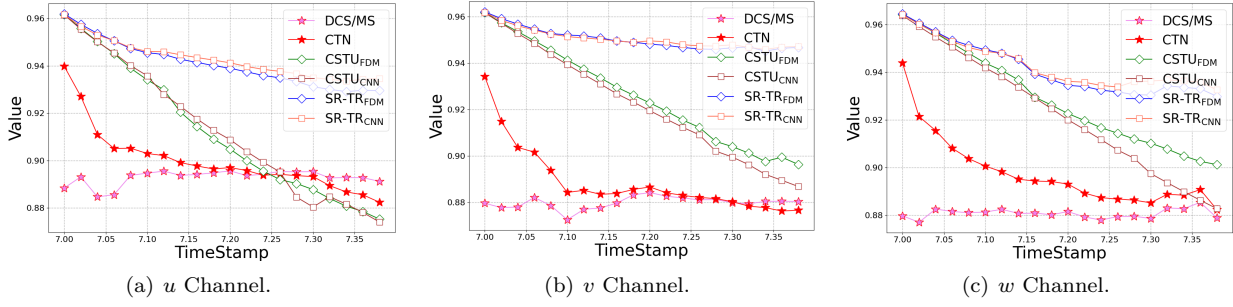 0.96
0.94
0.92
0.90
0.88
Value
7.00
7.05
7.10
7.15
7.20
7.25
7.30
7.35
TimeStamp
DCS/MS
CTN
CSTU_FDM
CSTU_CNN
SR-TR_FDM
SR-TR_CNN
(a) u Channel.
0.96
0.94
0.92
0.90
0.88
Value
7.00
7.05
7.10
7.15
7.20
7.25
7.30
7.35
TimeStamp
DCS/MS
CTN
CSTU_FDM
CSTU_CNN
SR-TR_FDM
SR-TR_CNN
(b) v Channel.
0.96
0.94
0.92
0.90
0.88
Value
7.00
7.05
7.10
7.15
7.20
7.25
7.30
7.35
TimeStamp
DCS/MS
CTN
CSTU_FDM
CSTU_CNN
SR-TR_FDM
SR-TR_CNN
(c) w Channel.